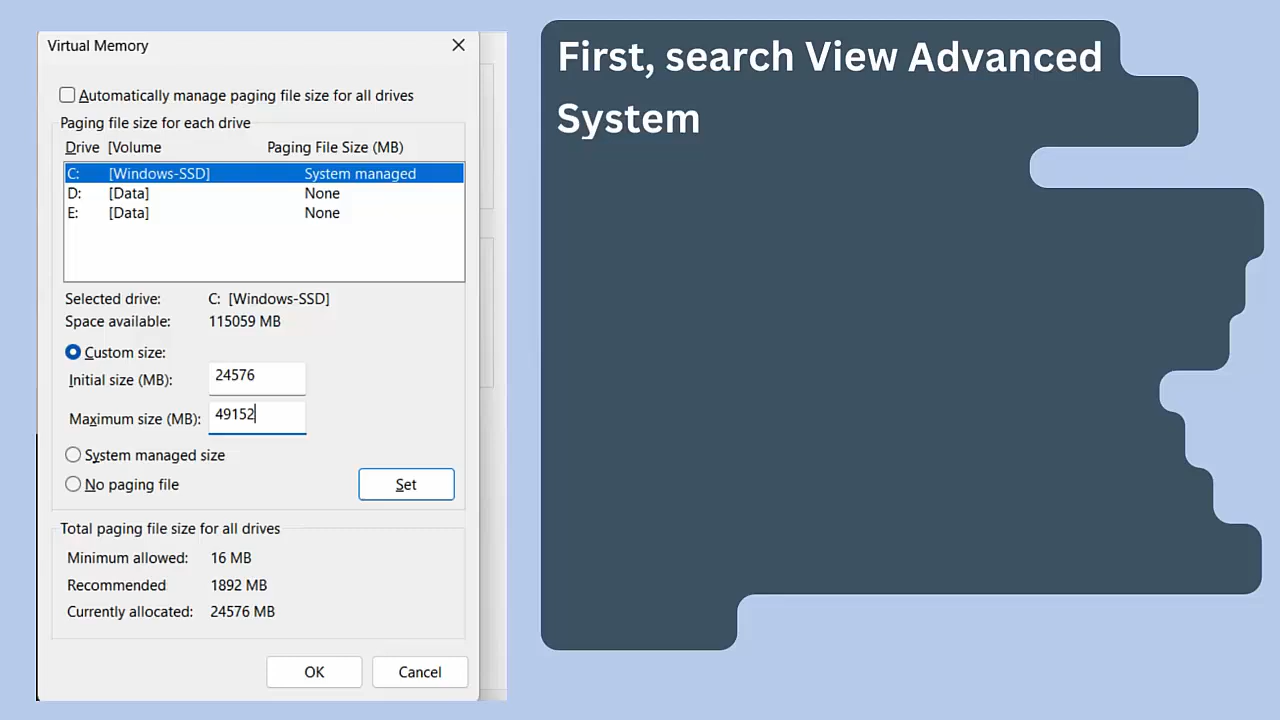 Virtual Memory
Automatically manage paging file size for all drives
Paging file size for each drive
Drive [Volume Paging File Size (MB)
C: [Windows-SSD] System managed
D: [Data] None
E: [Data] None
Selected drive: C: [Windows-SSD]
Space available: 115059 MB
Custom size:
Initial size (MB): 24576
Maximum size (MB): 49152
System managed size
No paging file Set
Total paging file size for all drives
Minimum allowed: 16 MB
Recommended 1892 MB
Currently allocated: 24576 MB
OK Cancel
First, search View Advanced
System